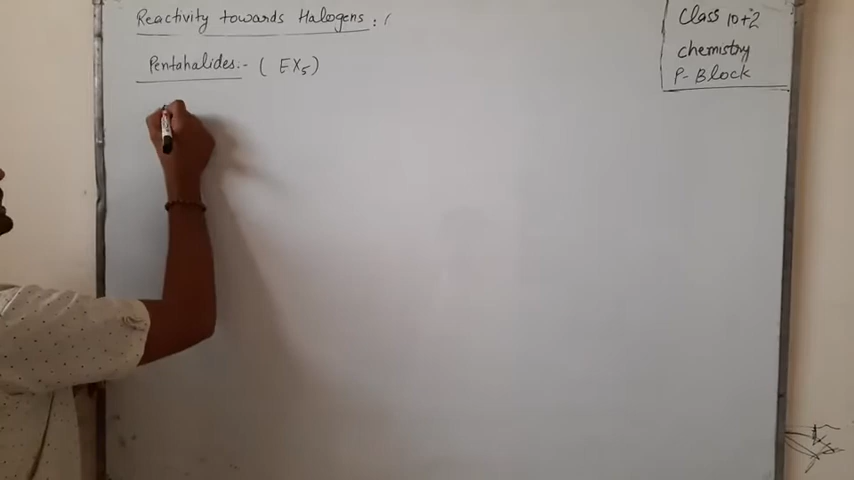 Reactivity towards Halogens : (
Class 10+2
Pentahalides:- ( EX5)
chemistry
P- Block